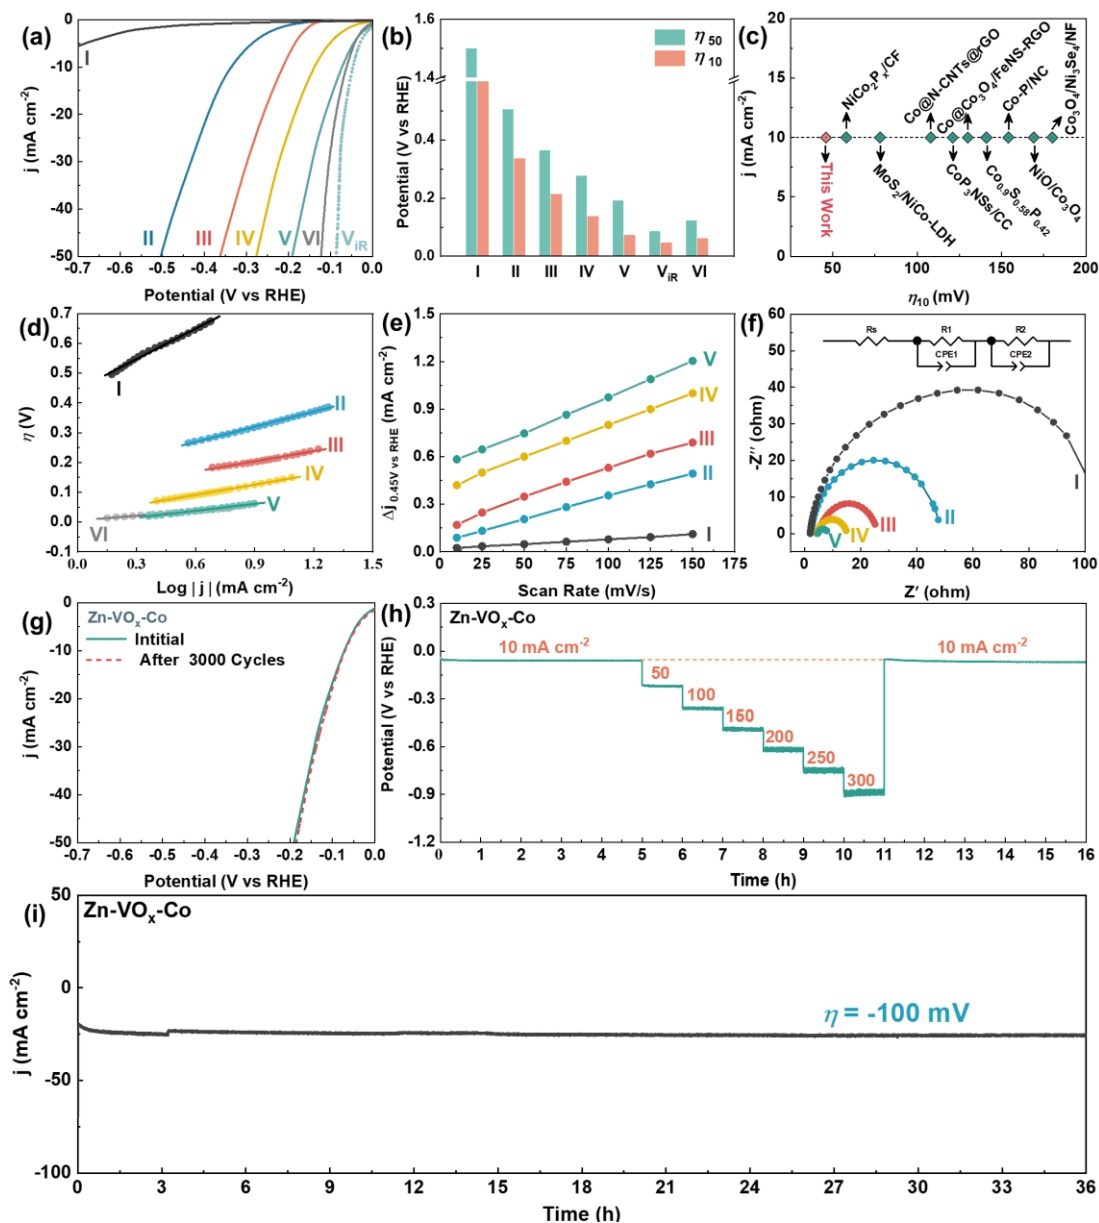 (a)
j (mA cm-2)
0
-10
-20
-30
-40
-50
I
II
III
IV
V
VI
ViR
-0.7 -0.6 -0.5 -0.4 -0.3 -0.2 -0.1 0.0
Potential (V vs RHE)
(b)
Potential (V vs RHE)
1.6
1.4
0.4
0.2
0.0
η 50
η 10
I II III IV V ViR VI
(c)
j (mA cm-2)
20
15
10
5
0
NiCo2Px/CF
Co@N-CNTs@rGO
Co@Co3O4/FeNS-RGO
Co-P/NC
Co3O4/Ni3Se4/NF
This Work
MoS2/NiCo-LDH
CoP3NSs/CC
Co0.9S0.58P0.42
NiO/Co3O4
50 75 100 125 150 175 200
η10 (mV)
(d)
η (V)
0.7
0.6
0.5
0.4
0.3
0.2
0.1
0.0
-0.1
I
II
III
IV
V
VI
0.0 0.3 0.6 0.9 1.2 1.5
Log | j | (mA cm-2)
(e)
Δj0.45V vs RHE (mA cm-2)
1.5
1.2
0.9
0.6
0.3
0.0
V
IV
III
II
I
0 25 50 75 100 125 150 175
Scan Rate (mV/s)
(f)
-Z'' (ohm)
60
50
40
30
20
10
0
Rs R1 R2
CPE1 CPE2
I
II
III
IV
V
0 20 40 60 80 100
Z' (ohm)
(g)
Zn-VOx-Co
Intitial
After 3000 Cycles
j (mA cm-2)
0
-10
-20
-30
-40
-50
-0.7 -0.6 -0.5 -0.4 -0.3 -0.2 -0.1 0.0
Potential (V vs RHE)
(h)
Zn-VOx-Co
Potential (V vs RHE)
0.3
0.0
-0.3
-0.6
-0.9
-1.2
10 mA cm-2
50
100
150
200
250
300
10 mA cm-2
0 1 2 3 4 5 6 7 8 9 10 11 12 13 14 15 16
Time (h)
(i)
Zn-VOx-Co
j (mA cm-2)
50
0
-50
-100
η = -100 mV
0 3 6 9 12 15 18 21 24 27 30 33 36
Time (h)